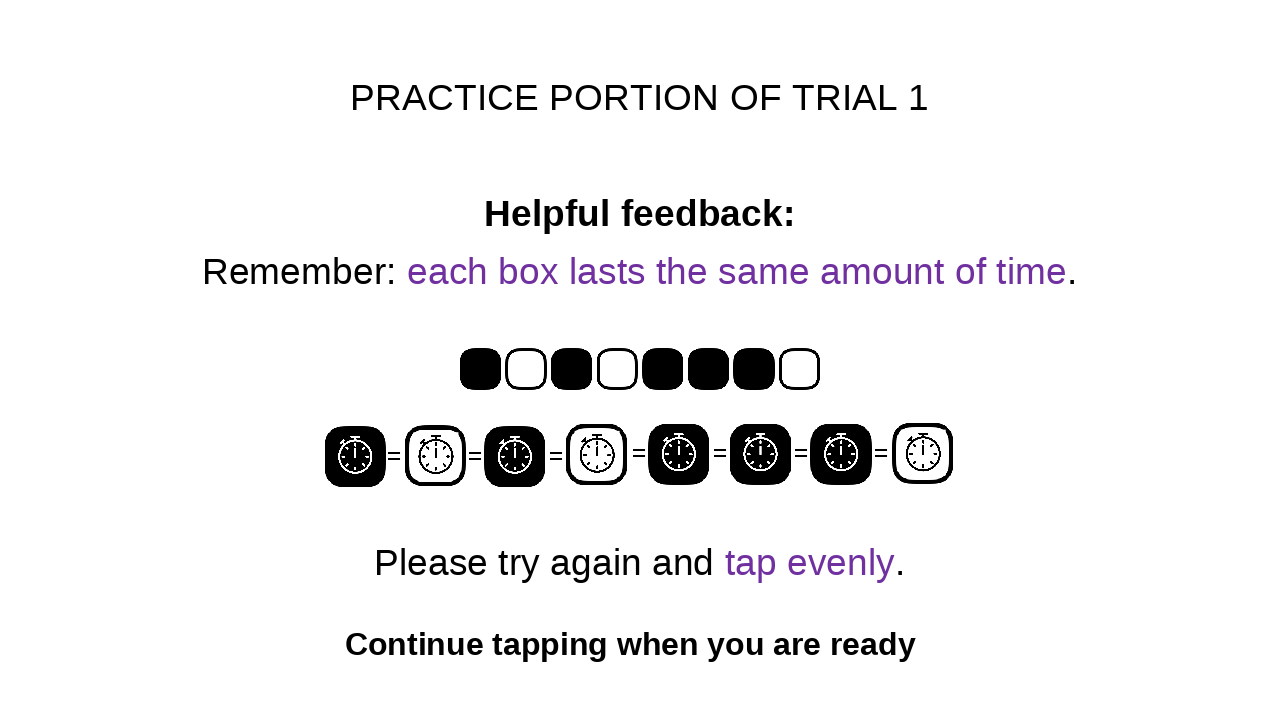 PRACTICE PORTION OF TRIAL 1
Helpful feedback:
Remember: each box lasts the same amount of time.
= = = = = = =
Please try again and tap evenly.
Continue tapping when you are ready